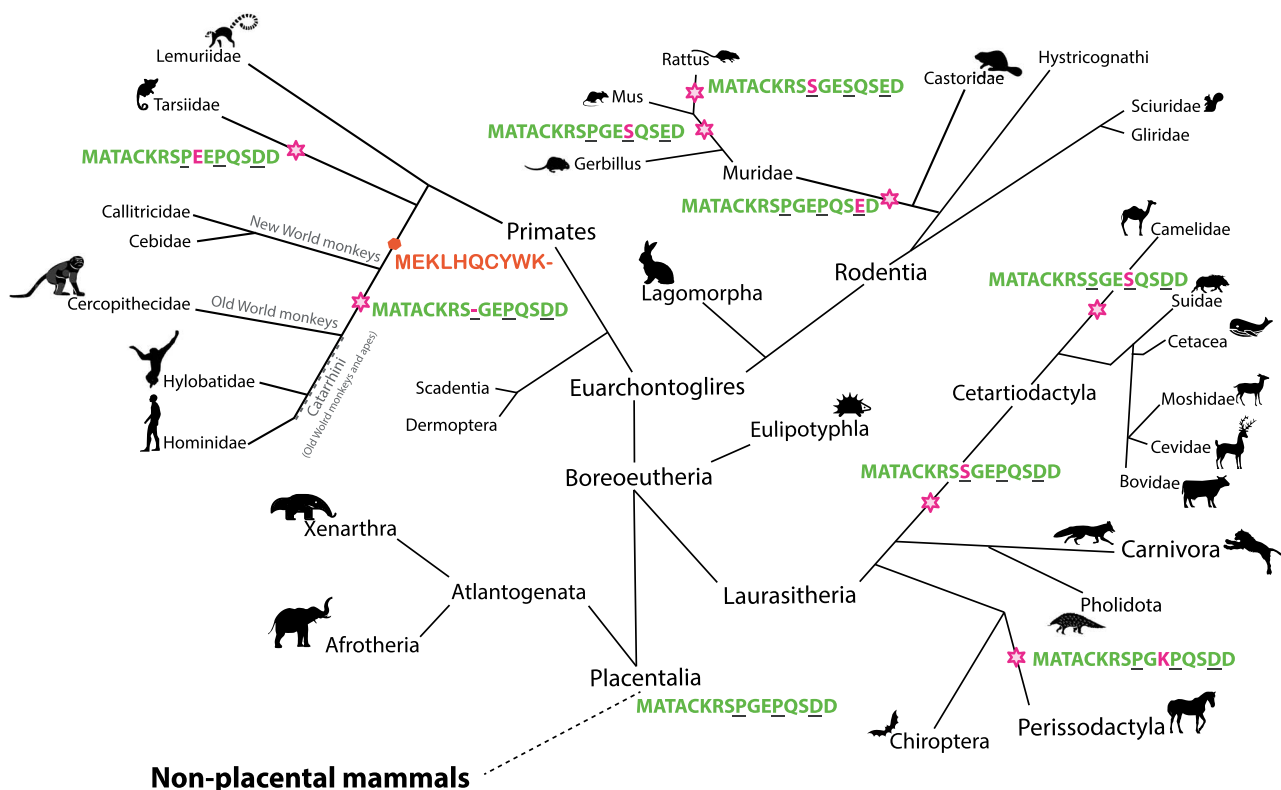 Lemuriidae
Tarsiidae
MATACKRSPEEPQSDD
Callitricidae
New World monkeys
Cebidae
MEKLHQCYWK-
Cercopithecidae
Old World monkeys
MATACKRS-GEPQSDD
Catarrhini
(Old Wolrd monkeys and apes)
Hylobatidae
Hominidae
Primates
Rattus
MATACKRSSGESQSED
Mus
MATACKRSPGESQSED
Gerbillus
Muridae
MATACKRSPGEPQSED
Castoridae
Hystricognathi
Sciuridae
Gliridae
Rodentia
Lagomorpha
Scadentia
Dermoptera
Euarchontoglires
Eulipotyphla
Boreoeutheria
Camelidae
MATACKRSSGESQSDD
Suidae
Cetacea
Cetartiodactyla
Moshidae
Cevidae
Bovidae
MATACKRSSGEPQSDD
Carnivora
Pholidota
Laurasitheria
MATACKRSPGKPQSDD
Perissodactyla
Chiroptera
Xenarthra
Atlantogenata
Afrotheria
Placentalia
MATACKRSPGEPQSDD
Non-placental mammals